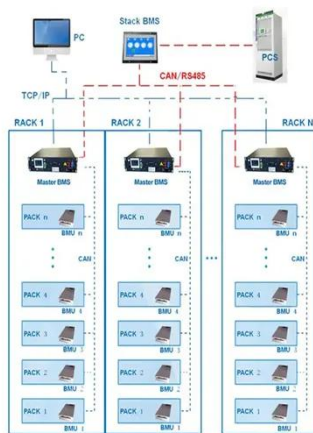 PC
Stack BMS
PCS
CAN/RS485
TCP/IP
RACK 1
RACK 2
RACK N
Master BMS
Master BMS
Master BMS
PACK n
BMU n
PACK n
BMU n
PACK n
BMU n
CAN
CAN
CAN
PACK 4
BMU 4
PACK 4
BMU 4
PACK 4
BMU 4
PACK 3
BMU 3
PACK 3
BMU 3
PACK 3
BMU 3
PACK 2
BMU 2
PACK 2
BMU 2
PACK 2
BMU 2
PACK 1
BMU 1
PACK 1
BMU 1
PACK 1
BMU 1